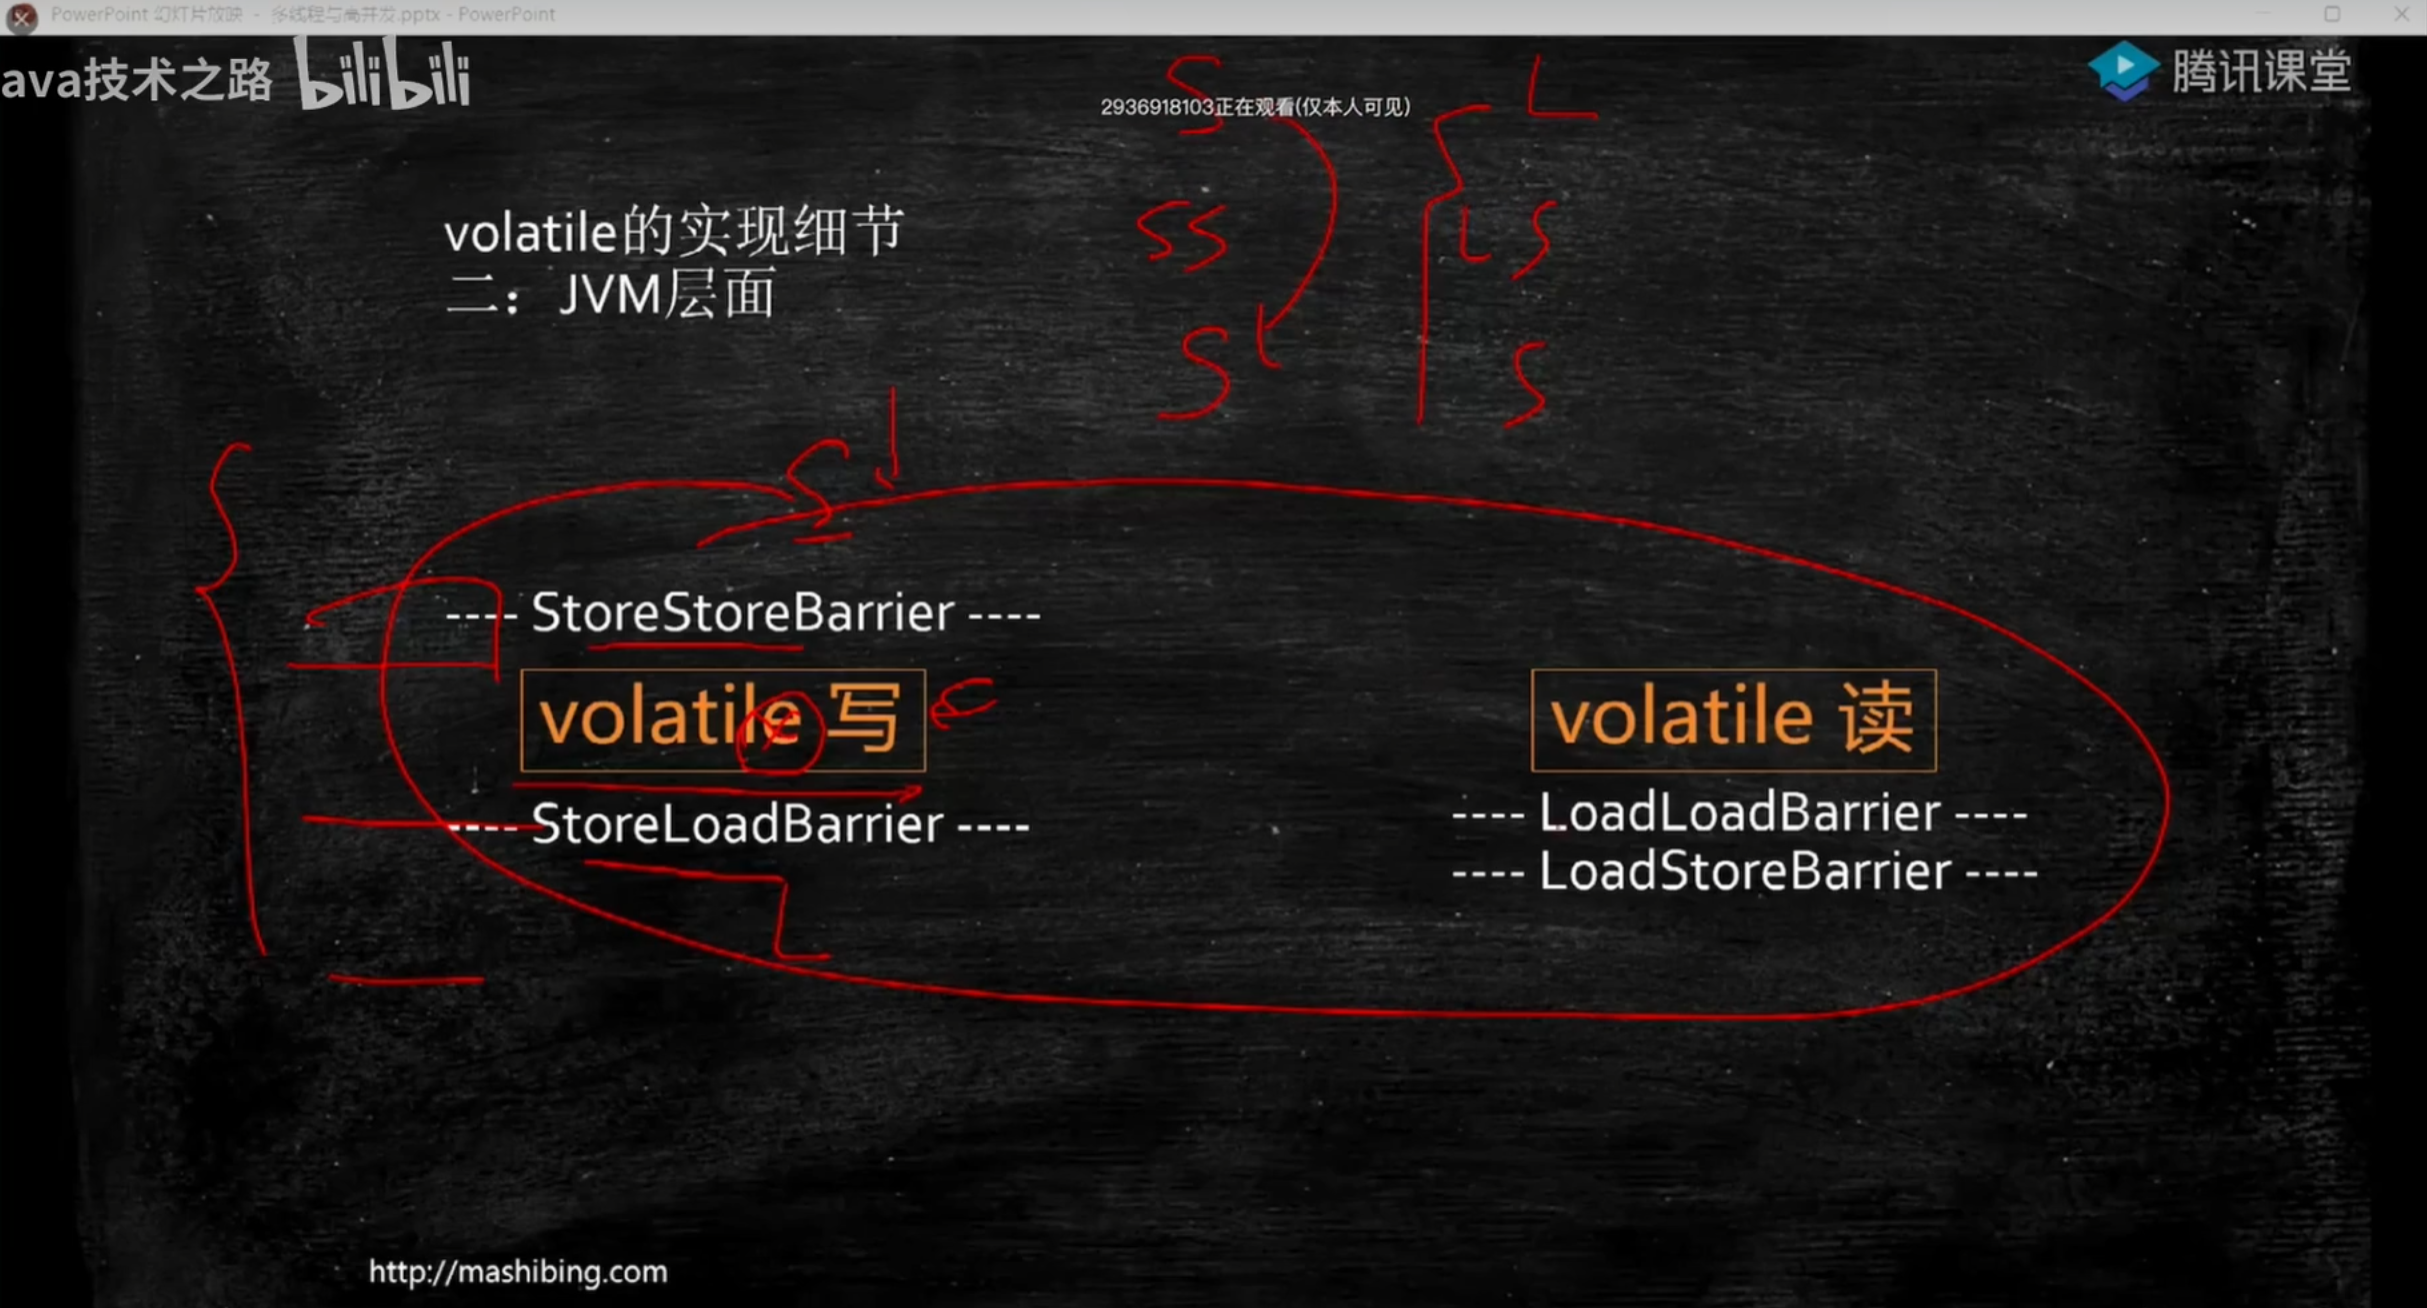 PowerPoint 幻灯片放映 - 多线程与高并发.pptx - PowerPoint
ava技术之路 bilibili
腾讯课堂
2936918103正在观看(仅本人可见)
S
L
SS
LS
S
S
volatile的实现细节
二：JVM层面
S
---- StoreStoreBarrier ----
volatile 写
---- StoreLoadBarrier ----
L
volatile 读
---- LoadLoadBarrier ----
---- LoadStoreBarrier ----
http://mashibing.com